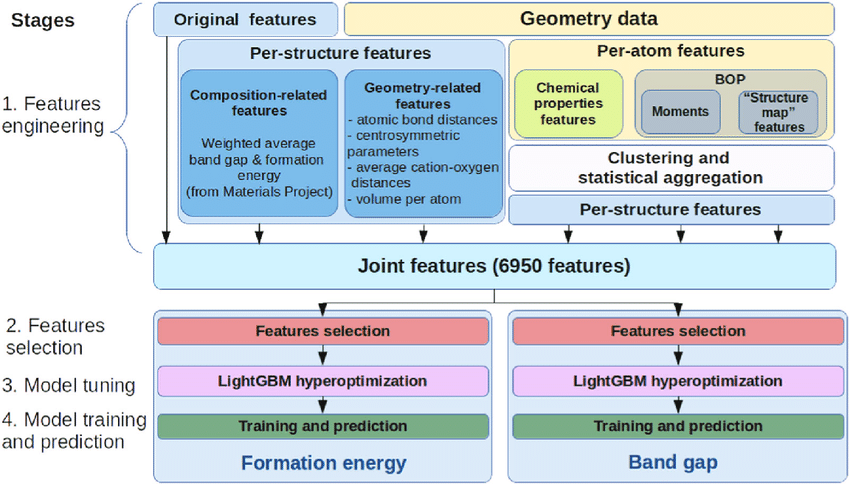 Stages
Original features
Geometry data
1. Features
engineering
Per-structure features
Composition-related
features
Weighted average
band gap & formation
energy
(from Materials Project)
Geometry-related
features
- atomic bond distances
- centrosymmetric
parameters
- average cation-oxygen
distances
- volume per atom
Per-atom features
Chemical
properties
features
BOP
Moments
“Structure
map”
features
Clustering and
statistical aggregation
Per-structure features
Joint features (6950 features)
2. Features
selection
Features selection
Features selection
3. Model tuning
LightGBM hyperoptimization
LightGBM hyperoptimization
4. Model training
and prediction
Training and prediction
Training and prediction
Formation energy
Band gap